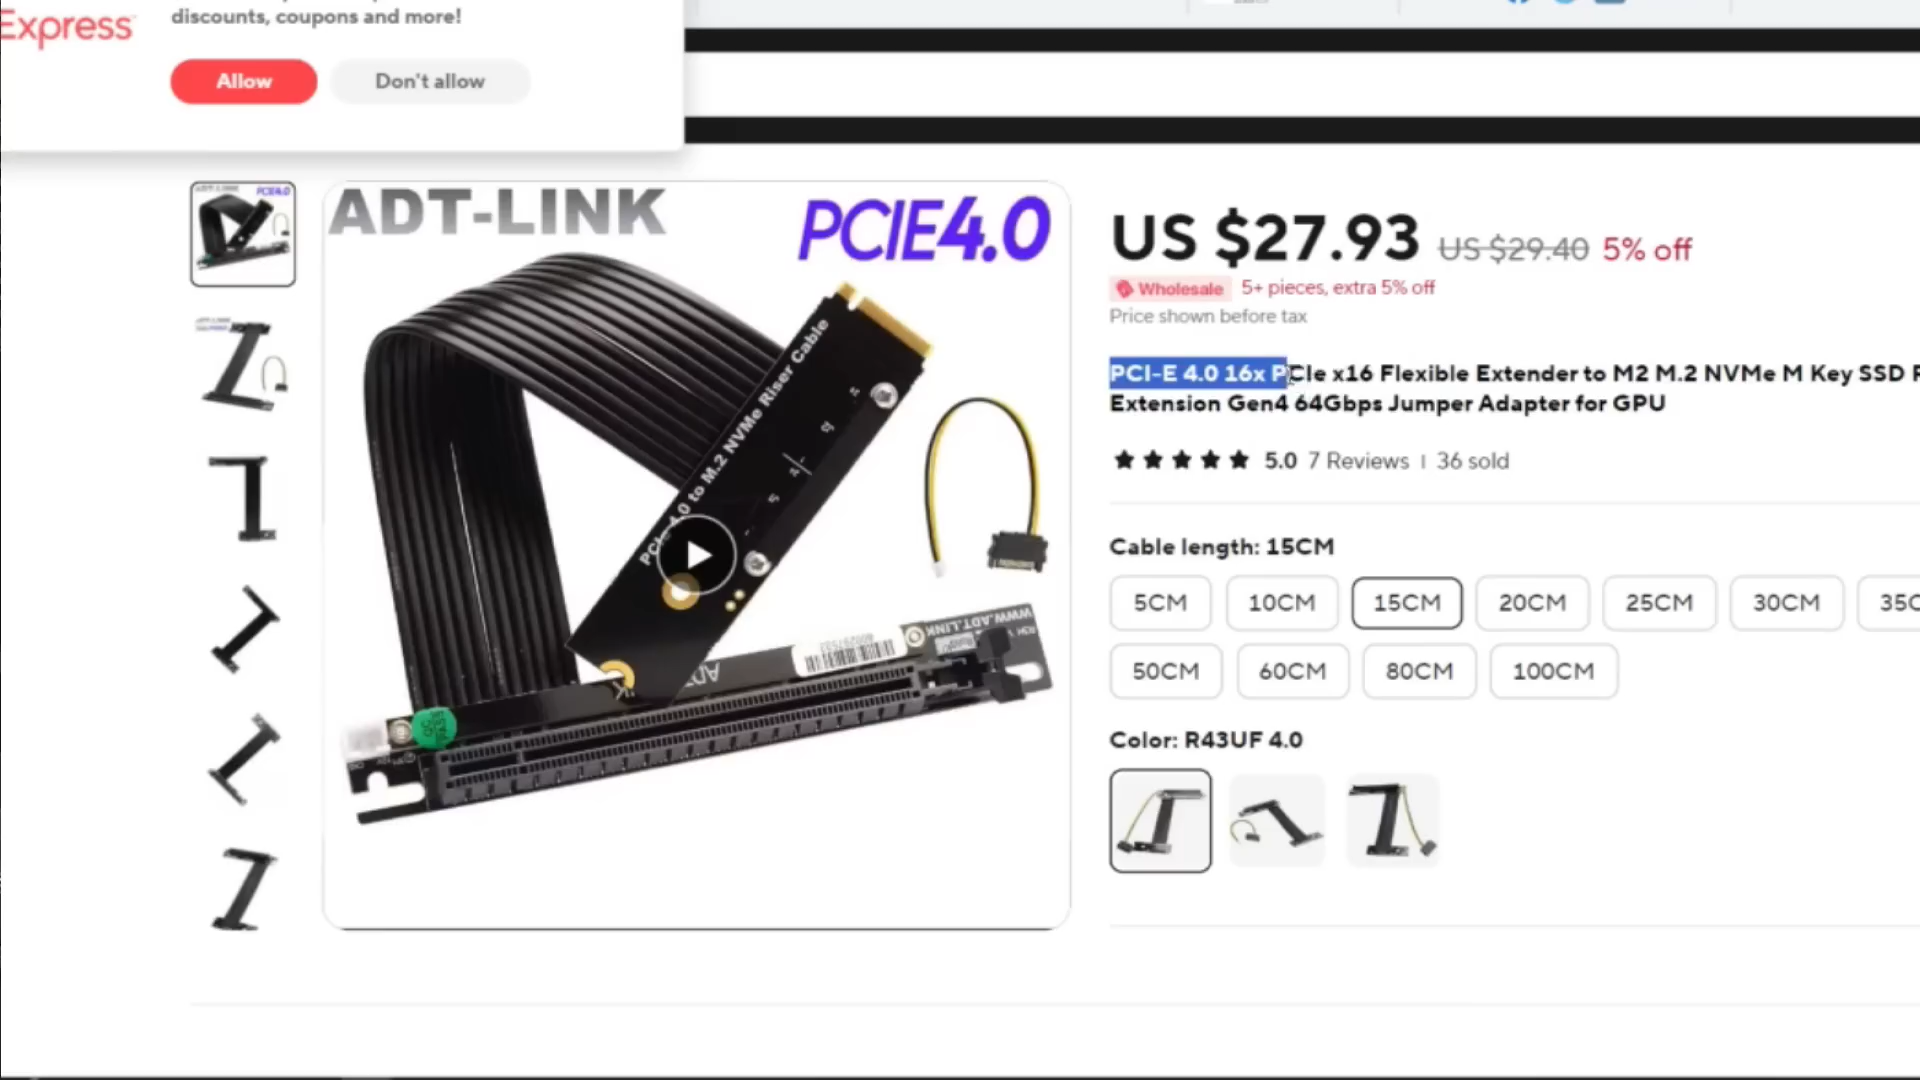 discounts, coupons and more!
Express
Allow
Don't allow
ADT-LINK
PCIE4.0
PCIe 4.0 to M.2 NVMe Riser Cable
WWW.ADT.LINK
US $27.93 US $29.40 5% off
Wholesale 5+ pieces, extra 5% off
Price shown before tax
PCI-E 4.0 16x PCIe x16 Flexible Extender to M2 M.2 NVMe M Key SSD
Extension Gen4 64Gbps Jumper Adapter for GPU
5.0 7 Reviews | 36 sold
Cable length: 15CM
5CM 10CM 15CM 20CM 25CM 30CM
50CM 60CM 80CM 100CM
Color: R43UF 4.0